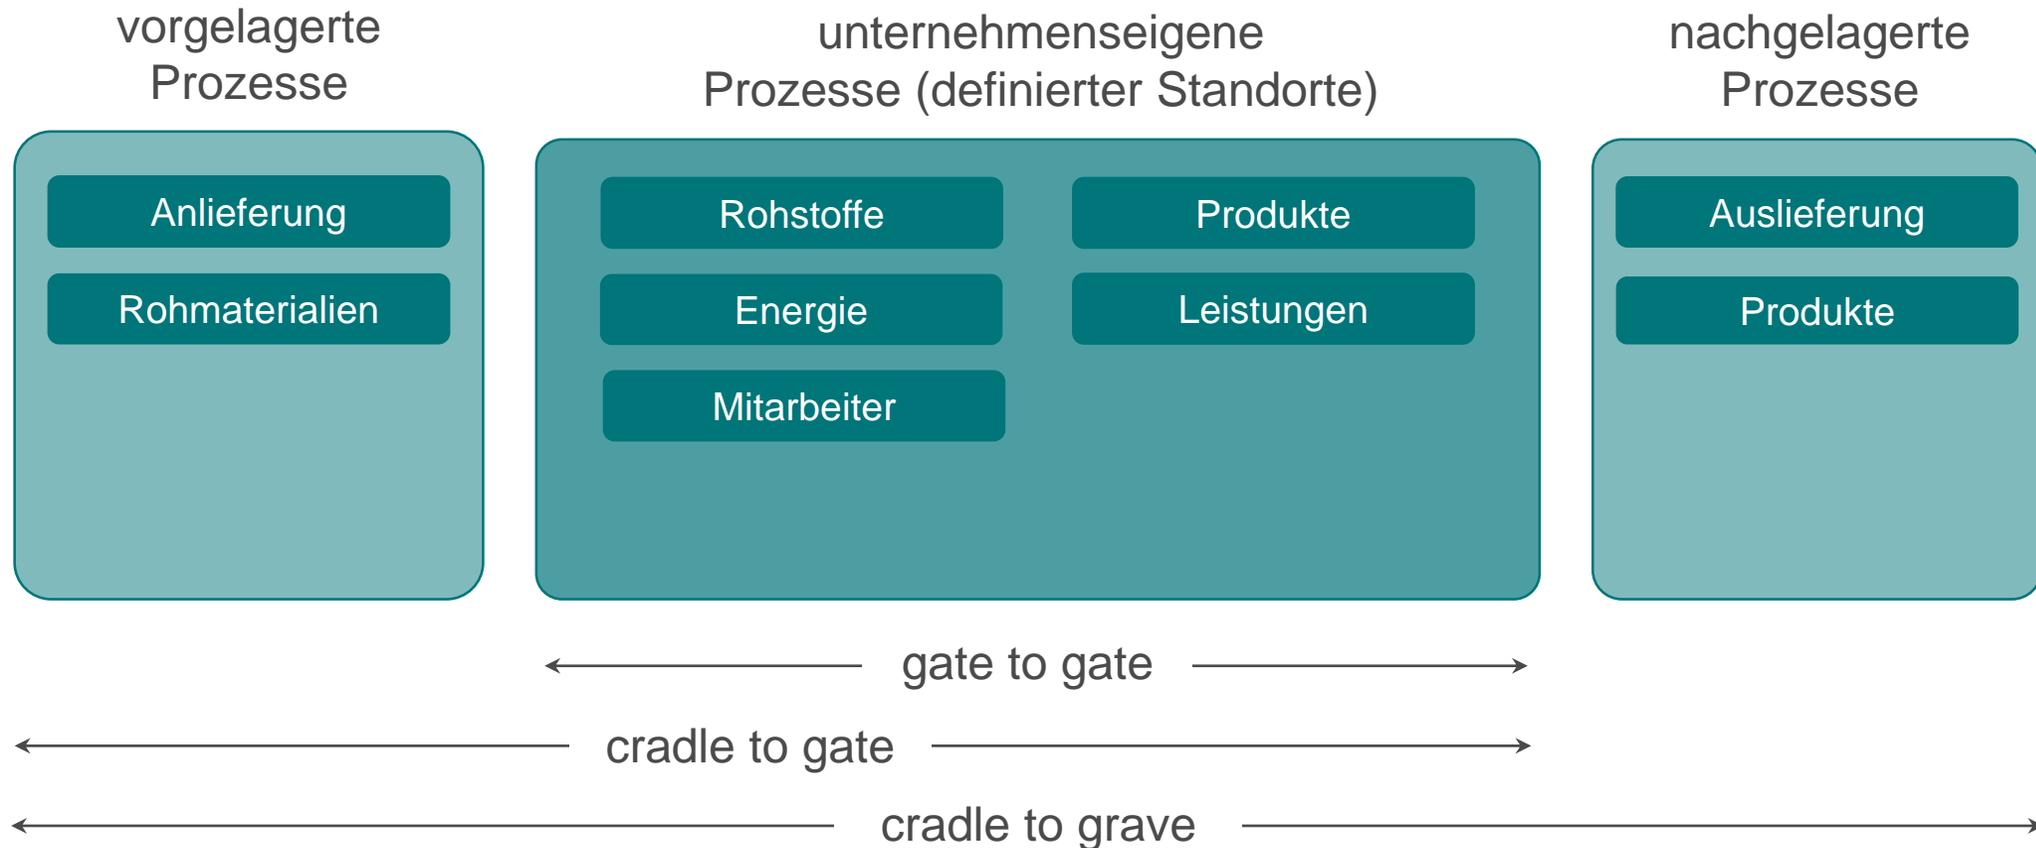 vorgelagerte
Prozesse
Anlieferung
Rohmaterialien
unternehmenseigene
Prozesse (definierter Standorte)
Rohstoffe
Produkte
Energie
Leistungen
Mitarbeiter
nachgelagerte
Prozesse
Auslieferung
Produkte
gate to gate
cradle to gate
cradle to grave